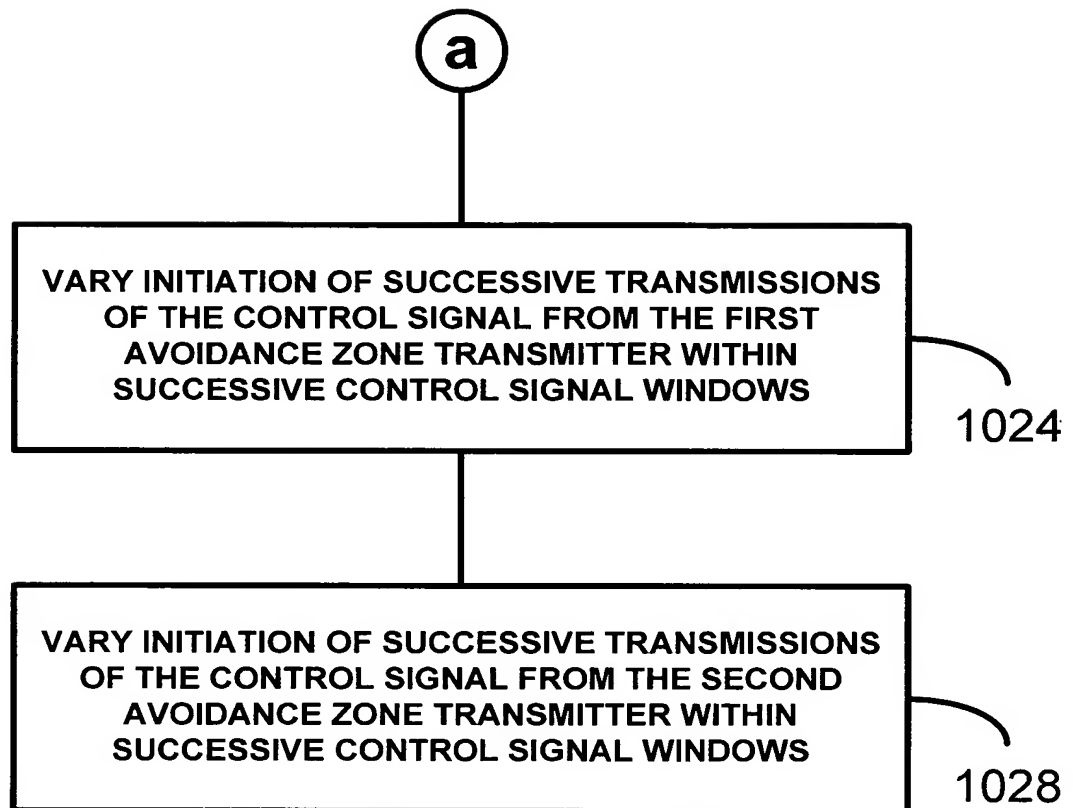 a
VARY INITIATION OF SUCCESSIVE TRANSMISSIONS
OF THE CONTROL SIGNAL FROM THE FIRST
AVOIDANCE ZONE TRANSMITTER WITHIN
SUCCESSIVE CONTROL SIGNAL WINDOWS
1024
VARY INITIATION OF SUCCESSIVE TRANSMISSIONS
OF THE CONTROL SIGNAL FROM THE SECOND
AVOIDANCE ZONE TRANSMITTER WITHIN
SUCCESSIVE CONTROL SIGNAL WINDOWS
1028